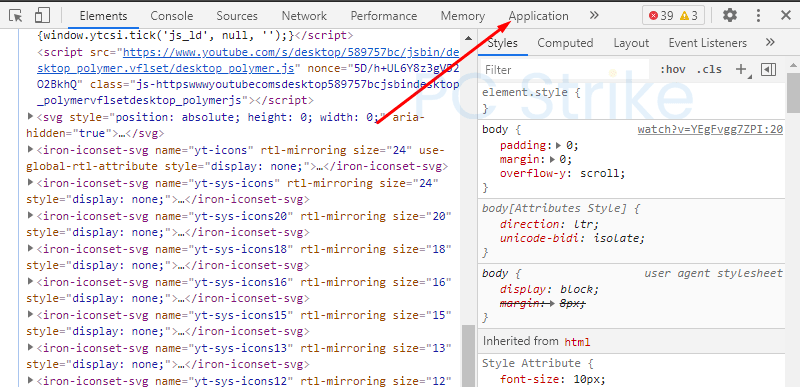 Elements Console Sources Network Performance Memory Application » 39 3
{window.ytcsi.tick('js_ld', null, '');}</script>
<script src="https://www.youtube.com/s/desktop/589757bc/jsbin/
desktop_polymer.vflset/desktop_polymer.js" nonce="5D/h+UL6Y8z3gVD2
O2BkhQ" class="js-httpswwwyoutubecomsdesktop589757bcjsbindesktop
_polymervflsetdesktop_polymerjs"></script>
<svg style="position: absolute; height: 0; width: 0;" aria-
hidden="true">…</svg>
<iron-iconset-svg name="yt-icons" rtl-mirroring size="24" use-
global-rtl-attribute style="display: none;">…</iron-iconset-svg>
<iron-iconset-svg name="yt-sys-icons" rtl-mirroring size="24"
style="display: none;">…</iron-iconset-svg>
<iron-iconset-svg name="yt-sys-icons20" rtl-mirroring size="20"
style="display: none;">…</iron-iconset-svg>
<iron-iconset-svg name="yt-sys-icons18" rtl-mirroring size="18"
style="display: none;">…</iron-iconset-svg>
<iron-iconset-svg name="yt-sys-icons16" rtl-mirroring size="16"
style="display: none;">…</iron-iconset-svg>
<iron-iconset-svg name="yt-sys-icons15" rtl-mirroring size="15"
style="display: none;">…</iron-iconset-svg>
<iron-iconset-svg name="yt-sys-icons13" rtl-mirroring size="13"
style="display: none;">…</iron-iconset-svg>
<iron-iconset-svg name="yt-sys-icons12" rtl-mirroring size="12"
Styles Computed Layout Event Listeners »
Filter :hov .cls +
PC Strike
element.style {
}
body { watch?v=YEgFvgg7ZPI:20
padding: 0;
margin: 0;
overflow-y: scroll;
}
body[Attributes Style] {
direction: ltr;
unicode-bidi: isolate;
}
body { user agent stylesheet
display: block;
margin: 8px;
}
Inherited from html
Style Attribute {
font-size: 10px;